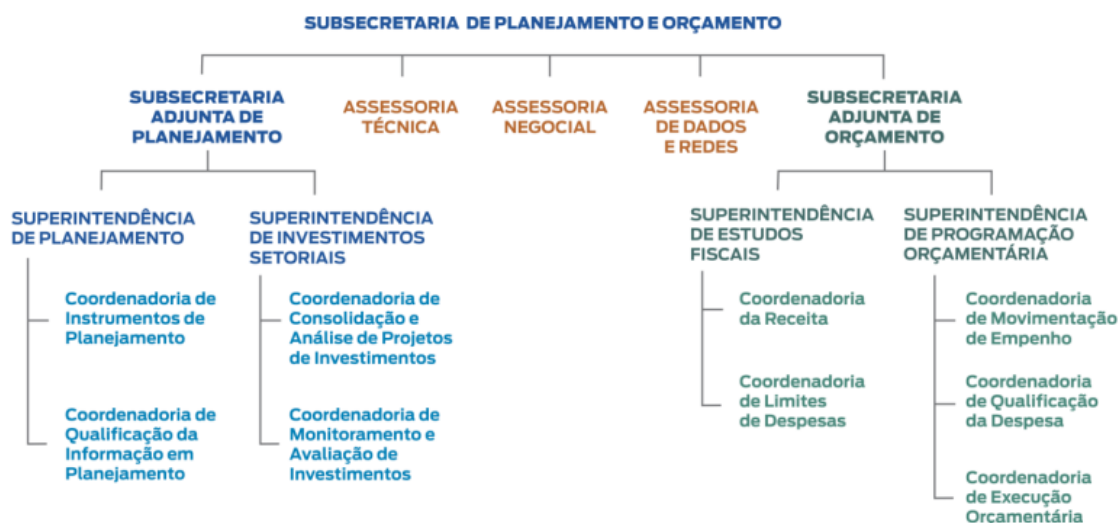 SUBSECRETARIA DE PLANEJAMENTO E ORÇAMENTO
SUBSECRETARIA
ADJUNTA DE
PLANEJAMENTO
ASSESSORIA
TÉCNICA
ASSESSORIA
NEGOCIAL
ASSESSORIA
DE DADOS
E REDES
SUBSECRETARIA
ADJUNTA DE
ORÇAMENTO
SUPERINTENDÊNCIA
DE PLANEJAMENTO
Coordenadoria de
Instrumentos de
Planejamento
Coordenadoria de
Qualificação da
Informação em
Planejamento
SUPERINTENDÊNCIA
DE INVESTIMENTOS
SETORIAIS
Coordenadoria de
Consolidação e
Análise de Projetos
de Investimentos
Coordenadoria de
Monitoramento e
Avaliação de
Investimentos
SUPERINTENDÊNCIA
DE ESTUDOS
FISCAIS
Coordenadoria
da Receita
Coordenadoria
de Limites
de Despesas
SUPERINTENDÊNCIA
DE PROGRAMAÇÃO
ORÇAMENTÁRIA
Coordenadoria
de Movimentação
de Empenho
Coordenadoria
de Qualificação
da Despesa
Coordenadoria
de Execução
Orçamentária